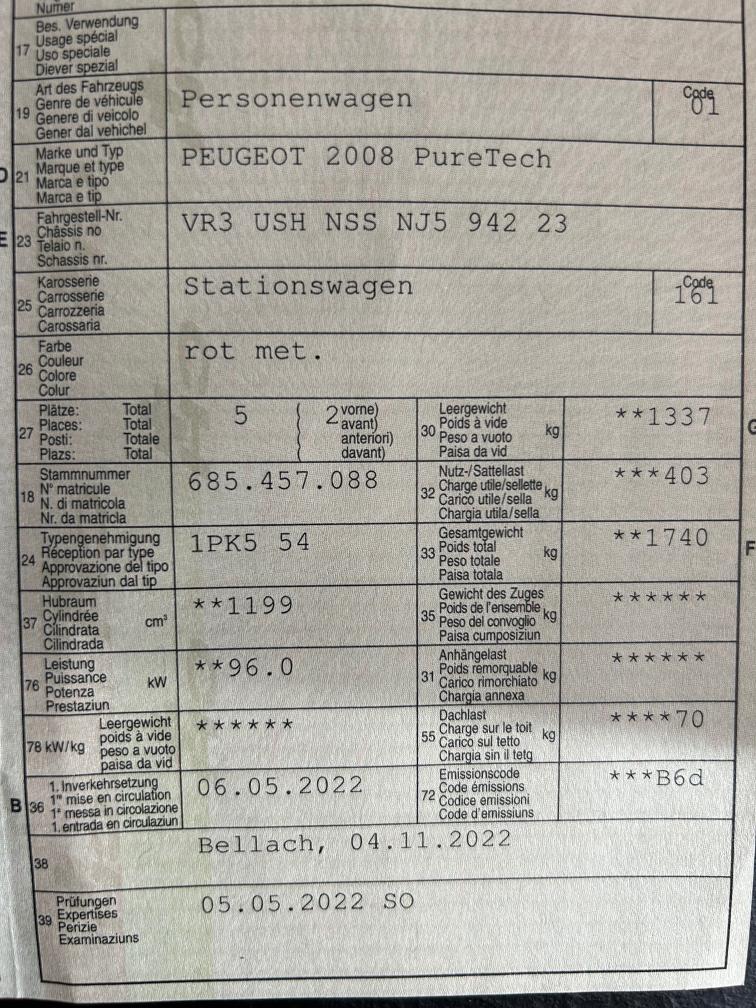 Numer
17 Bes. Verwendung
Usage spécial
Uso speciale
Diever spezial
19 Art des Fahrzeugs
Genre de véhicule
Genere di veicolo
Gener dal vehichel
Personenwagen
Code
01
D 21 Marke und Typ
Marque et type
Marca e tipo
Marca e tip
PEUGEOT 2008 PureTech
E 23 Fahrgestell-Nr.
Châssis no
Telaio n.
Schassis nr.
VR3 USH NSS NJ5 942 23
25 Karosserie
Carrosserie
Carrozzeria
Carossaria
Stationswagen
Code
161
26 Farbe
Couleur
Colore
Colur
rot met.
27 Plätze: Total
Places: Total
Posti: Totale
Plazs: Total
5 ( 2 vorne)
avant)
anteriori)
davant)
30 Leergewicht
Poids à vide
Peso a vuoto
Paisa da vid
kg
**1337
G
18 Stammnummer
N° matricule
N. di matricola
Nr. da matricla
685.457.088
32 Nutz-/Sattellast
Charge utile/sellette
Carico utile/sella
Chargia utila/sella
kg
***403
24 Typengenehmigung
Réception par type
Approvazione del tipo
Approvaziun dal tip
1PK5 54
33 Gesamtgewicht
Poids total
Peso totale
Paisa totala
kg
**1740
F
37 Hubraum
Cylindrée
Cilindrata
Cilindrada
cm³
**1199
35 Gewicht des Zuges
Poids de l'ensemble
Peso del convoglio
Paisa cumposiziun
kg
******
76 Leistung
Puissance
Potenza
Prestaziun
kW
**96.0
31 Anhängelast
Poids remorquable
Carico rimorchiato
Chargia annexa
kg
******
78 kW/kg Leergewicht
poids à vide
peso a vuoto
paisa da vid
******
55 Dachlast
Charge sur le toit
Carico sul tetto
Chargia sin il tetg
kg
****70
B 36 1. Inverkehrsetzung
1re mise en circulation
1a messa in circolazione
1. entrada en circulaziun
06.05.2022
72 Emissionscode
Code émissions
Codice emissioni
Code d'emissiuns
***B6d
38
Bellach, 04.11.2022
39 Prüfungen
Expertises
Perizie
Examinaziuns
05.05.2022 SO